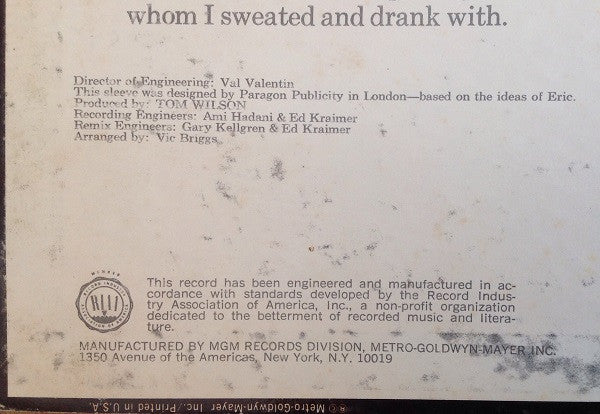 whom I sweated and drank with.
Director of Engineering: Val Valentin
This sleeve was designed by Paragon Publicity in London—based on the ideas of Eric.
Produced by: TOM WILSON
Recording Engineers: Ami Hadani & Ed Kraimer
Remix Engineers: Gary Kellgren & Ed Kraimer
Arranged by: Vic Briggs
MEMBER
RIAA
This record has been engineered and manufactured in ac-
cordance with standards developed by the Record Indus-
try Association of America, Inc., a non-profit organization
dedicated to the betterment of recorded music and litera-
ture.
MANUFACTURED BY MGM RECORDS DIVISION, METRO-GOLDWYN-MAYER INC.
1350 Avenue of the Americas, New York, N.Y. 10019
Metro-Goldwyn-Mayer Inc./Printed in U.S.A.